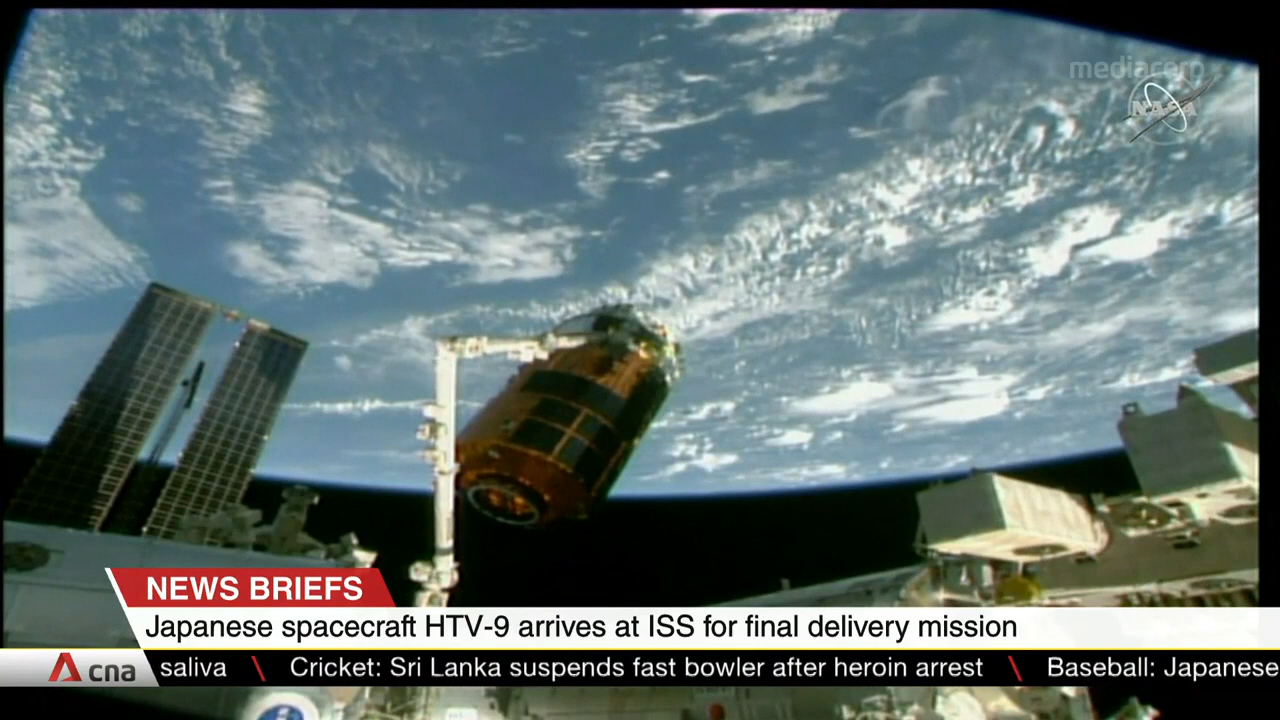 mediacorp
NASA
NEWS BRIEFS
Japanese spacecraft HTV-9 arrives at ISS for final delivery mission
cna
saliva \ Cricket: Sri Lanka suspends fast bowler after heroin arrest \ Baseball: Japanese